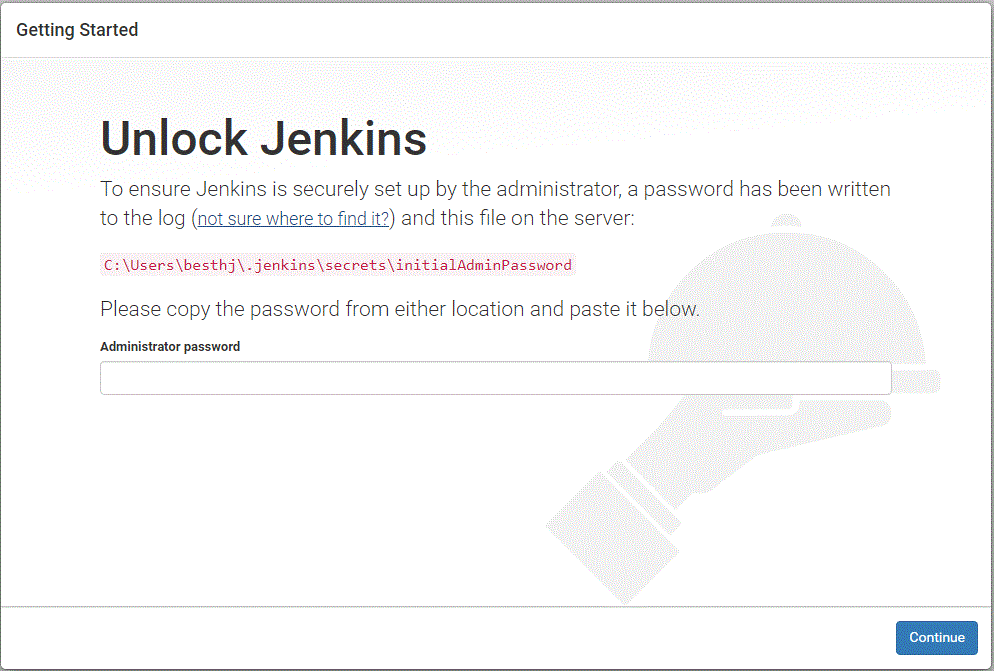 Getting Started
Unlock Jenkins
To ensure Jenkins is securely set up by the administrator, a password has been written
to the log (not sure where to find it?) and this file on the server:
C:\Users\besthj\.jenkins\secrets\initialAdminPassword
Please copy the password from either location and paste it below.
Administrator password
Continue